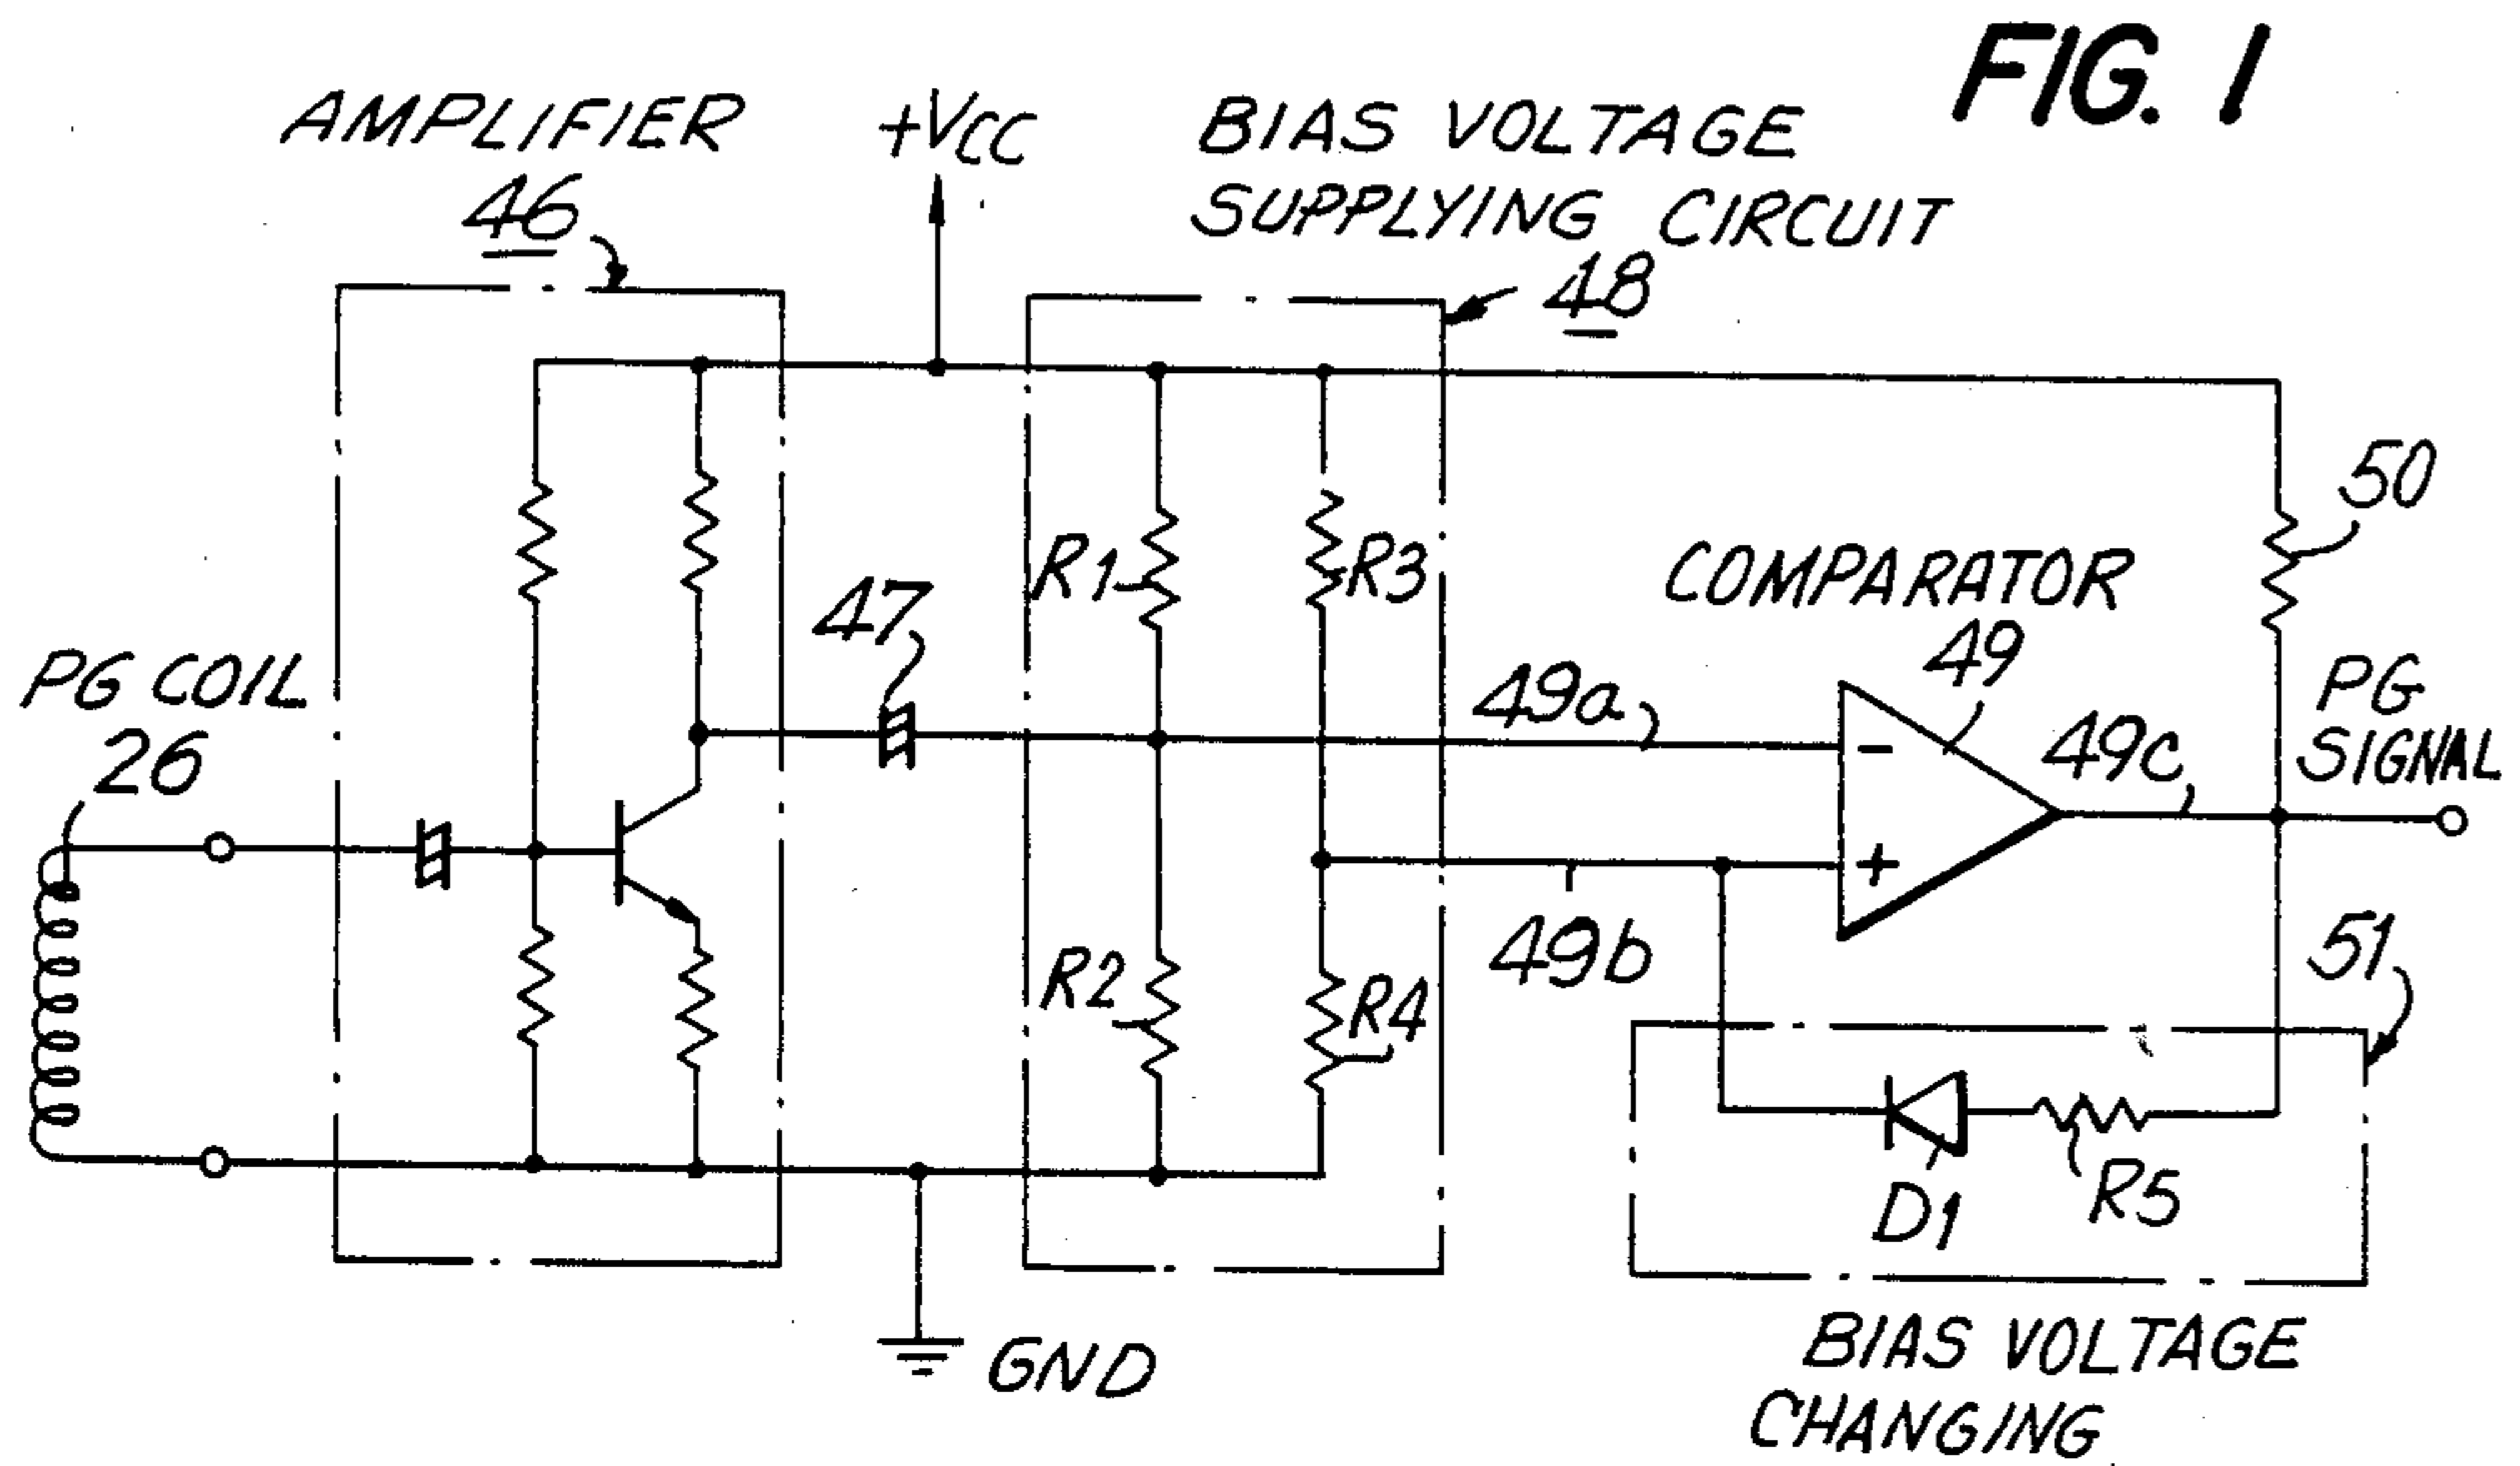 FIG. 1
AMPLIFIER
46
+VCC
BIAS VOLTAGE
SUPPLYING CIRCUIT
48
50
R1
R3
COMPARATOR
47
49
PG COIL
26
49a
PG
SIGNAL
49c
-
+
49b
51
R2
R4
D1
R5
GND
BIAS VOLTAGE
CHANGING